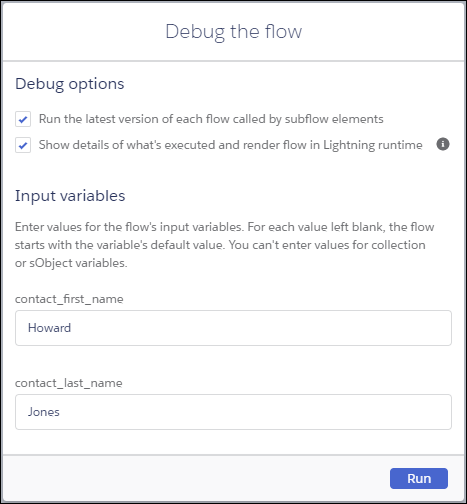 Debug the flow
Debug options
Run the latest version of each flow called by subflow elements
Show details of what's executed and render flow in Lightning runtime
Input variables
Enter values for the flow's input variables. For each value left blank, the flow
starts with the variable's default value. You can't enter values for collection
or sObject variables.
contact_first_name
Howard
contact_last_name
Jones
Run